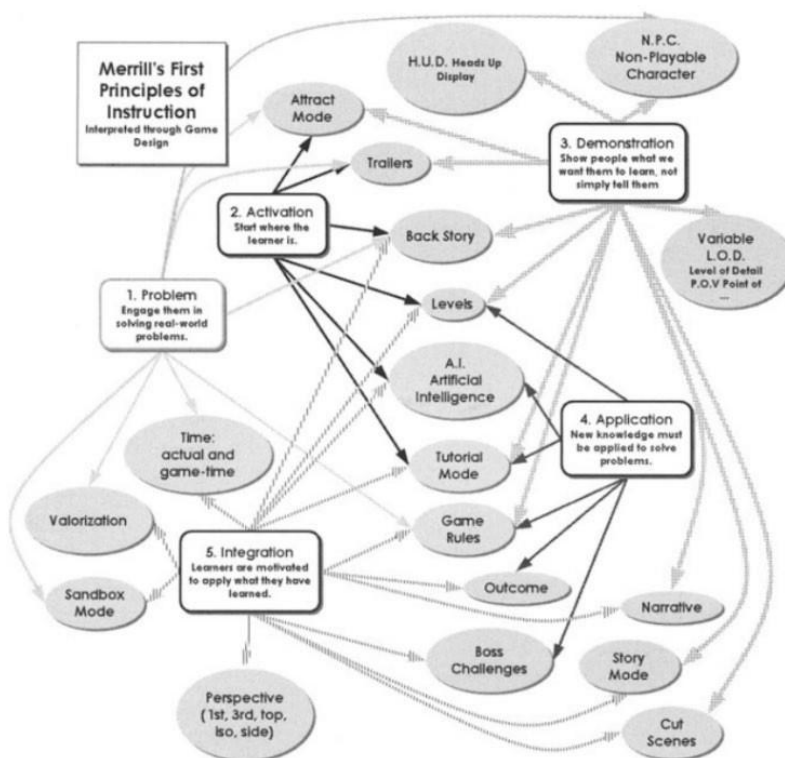 Merrill's First
Principles of
Instruction
Interpreted through Game
Design
N.P.C.
Non-Playable
Character
H.U.D. Heads Up
Display
Attract
Mode
Trailers
3. Demonstration
Show people what we
want them to learn, not
simply tell them
2. Activation
Start where the
learner is.
Back Story
Variable
L.O.D.
Level of Detail
P.O.V Point of
...
1. Problem
Engage them in
solving real-world
problems.
Levels
A.I.
Artificial
Intelligence
4. Application
New knowledge must
be applied to solve
problems.
Time:
actual and
game-time
Tutorial
Mode
Valorization
Game
Rules
5. Integration
Learners are motivated
to apply what they have
learned.
Sandbox
Mode
Outcome
Narrative
Boss
Challenges
Story
Mode
Perspective
(1st, 3rd, top,
iso, side)
Cut
Scenes